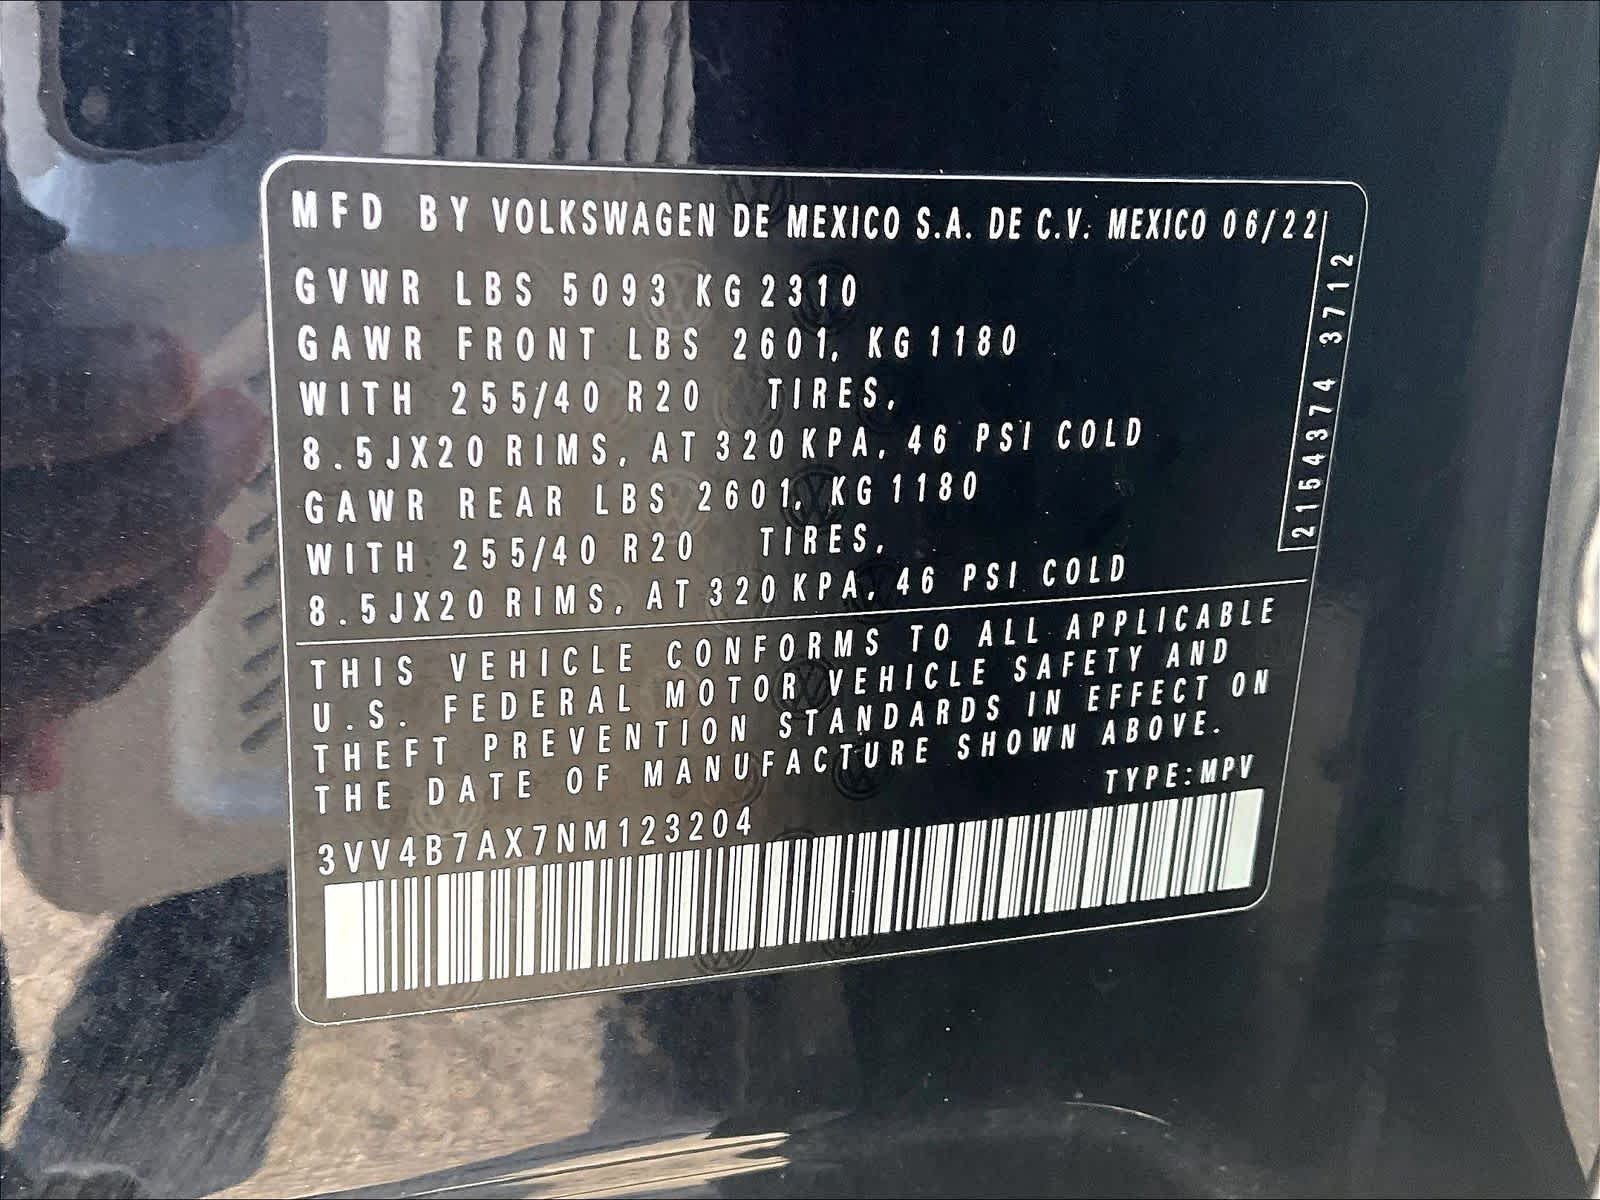 MFD BY VOLKSWAGEN DE MEXICO S.A. DE C.V. MEXICO 06/22
GVWR LBS 5093 KG 2310
GAWR FRONT LBS 2601, KG 1180
WITH 255/40 R20 TIRES,
8.5JX20 RIMS, AT 320 KPA, 46 PSI COLD
GAWR REAR LBS 2601, KG 1180
WITH 255/40 R20 TIRES,
8.5JX20 RIMS, AT 320 KPA, 46 PSI COLD
2154374 3712
THIS VEHICLE CONFORMS TO ALL APPLICABLE
U.S. FEDERAL MOTOR VEHICLE SAFETY AND
THEFT PREVENTION STANDARDS IN EFFECT ON
THE DATE OF MANUFACTURE SHOWN ABOVE.
TYPE:MPV
3VV4B7AX7NM123204